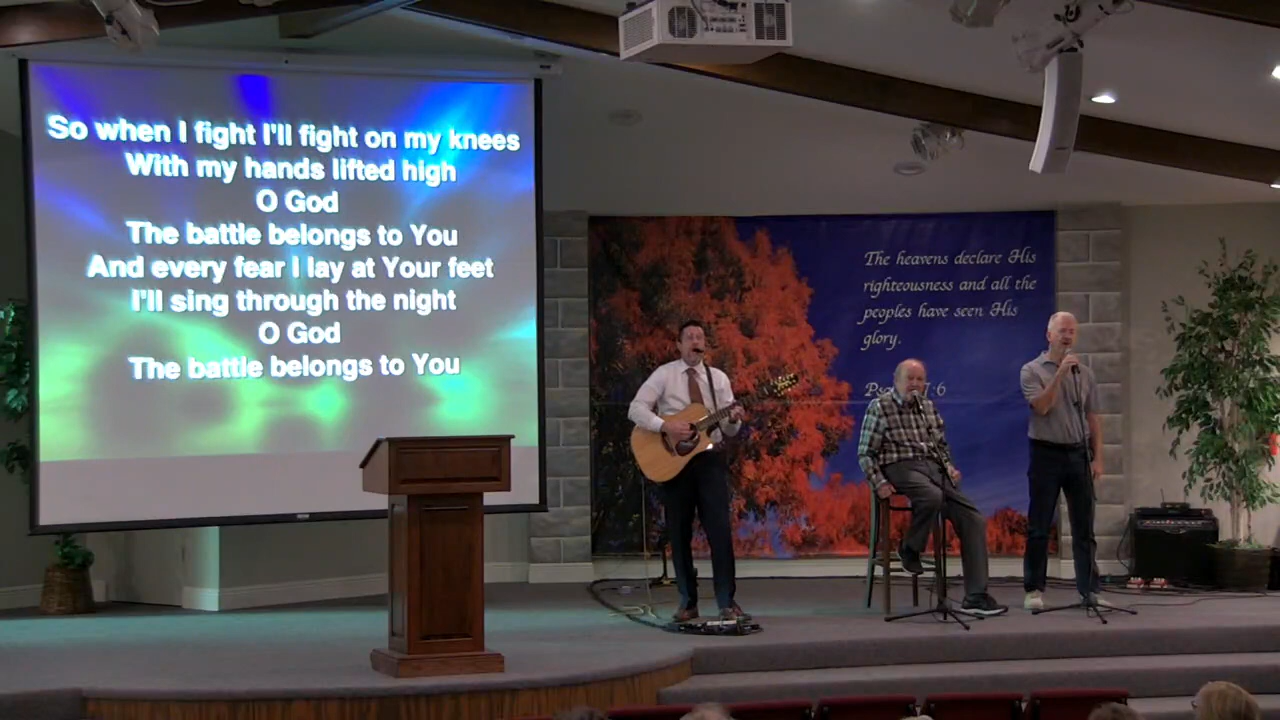 So when I fight I'll fight on my knees
With my hands lifted high
O God
The battle belongs to You
And every fear I lay at Your feet
I'll sing through the night
O God
The battle belongs to You
The heavens declare His
righteousness and all the
peoples have seen His
glory.
7:6